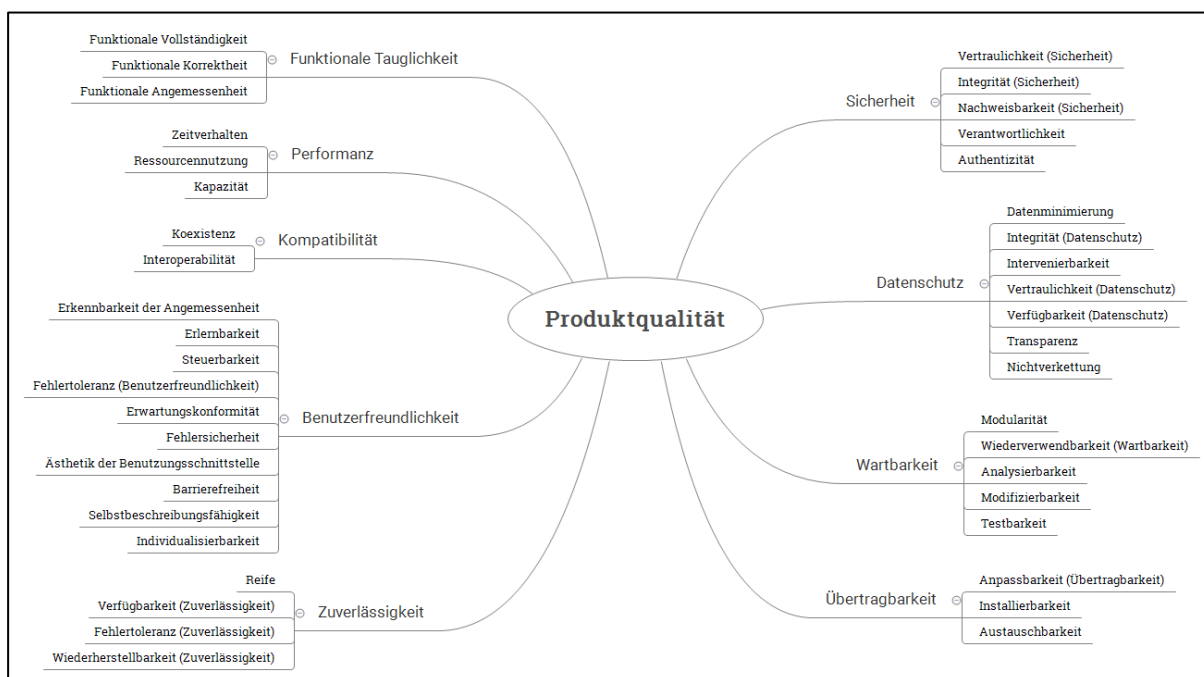 Produktqualität
Funktionale Tauglichkeit
Funktionale Vollständigkeit
Funktionale Korrektheit
Funktionale Angemessenheit
Performanz
Zeitverhalten
Ressourcennutzung
Kapazität
Kompatibilität
Koexistenz
Interoperabilität
Benutzerfreundlichkeit
Erkennbarkeit der Angemessenheit
Erlernbarkeit
Steuerbarkeit
Fehlertoleranz (Benutzerfreundlichkeit)
Erwartungskonformität
Fehlersicherheit
Ästhetik der Benutzungsschnittstelle
Barrierefreiheit
Selbstbeschreibungsfähigkeit
Individualisierbarkeit
Zuverlässigkeit
Reife
Verfügbarkeit (Zuverlässigkeit)
Fehlertoleranz (Zuverlässigkeit)
Wiederherstellbarkeit (Zuverlässigkeit)
Sicherheit
Vertraulichkeit (Sicherheit)
Integrität (Sicherheit)
Nachweisbarkeit (Sicherheit)
Verantwortlichkeit
Authentizität
Datenschutz
Datenminimierung
Integrität (Datenschutz)
Intervenierbarkeit
Vertraulichkeit (Datenschutz)
Verfügbarkeit (Datenschutz)
Transparenz
Nichtverkettung
Wartbarkeit
Modularität
Wiederverwendbarkeit (Wartbarkeit)
Analysierbarkeit
Modifizierbarkeit
Testbarkeit
Übertragbarkeit
Anpassbarkeit (Übertragbarkeit)
Installierbarkeit
Austauschbarkeit